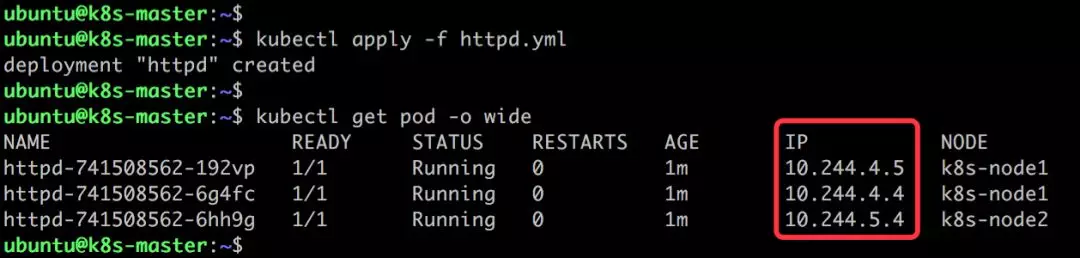 ubuntu@k8s-master:~$
ubuntu@k8s-master:~$ kubectl apply -f httpd.yml
deployment "httpd" created
ubuntu@k8s-master:~$
ubuntu@k8s-master:~$ kubectl get pod -o wide
NAME READY STATUS RESTARTS AGE IP NODE
httpd-741508562-192vp 1/1 Running 0 1m 10.244.4.5 k8s-node1
httpd-741508562-6g4fc 1/1 Running 0 1m 10.244.4.4 k8s-node1
httpd-741508562-6hh9g 1/1 Running 0 1m 10.244.5.4 k8s-node2
ubuntu@k8s-master:~$